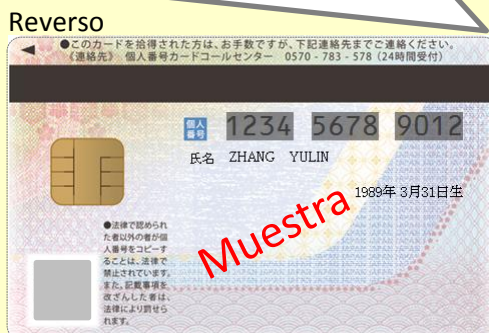 Reverso
●このカードを拾得された方は、お手数ですが、下記連絡先までご連絡ください。
《連絡先》 個人番号カードコールセンター 0570-783-578 (24時間受付)
個人番号 1234 5678 9012
氏名 ZHANG YULIN
1989年 3月31日生
Muestra
●法律で認められ
た者以外の者が個
人番号をコピーす
ることは、法律で
禁止されています。
また、記載事項を
改ざんした者は、
法律により罰せら
れます。